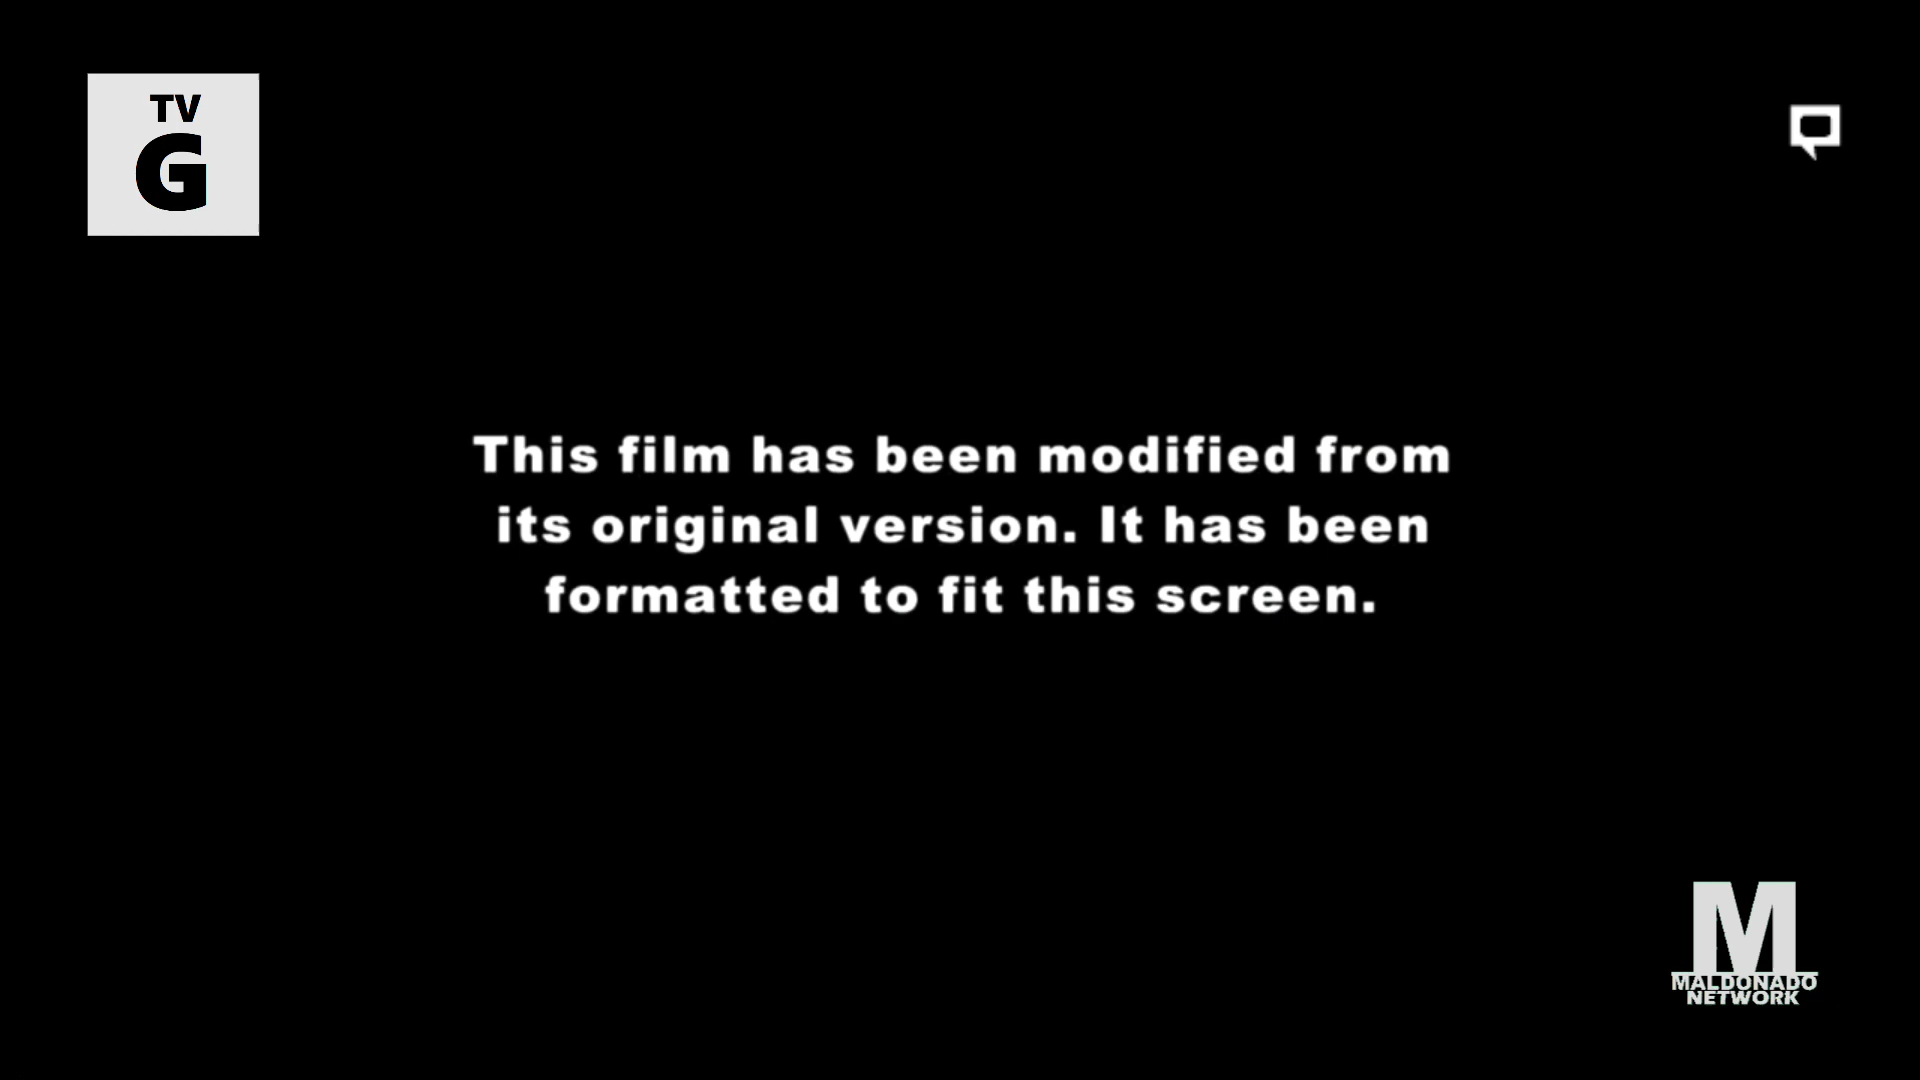 TV
G
This film has been modified from
its original version. It has been
formatted to fit this screen.
M
MALDONADO
NETWORK